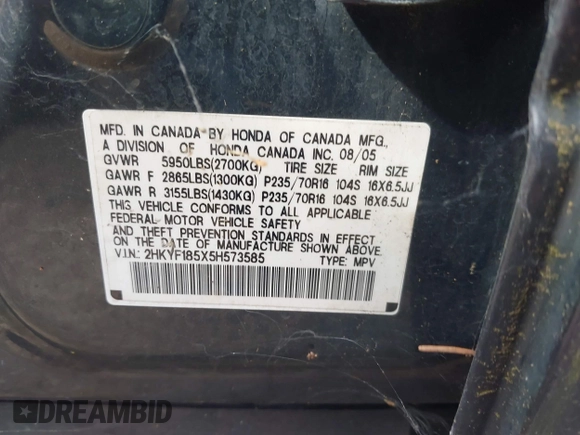 MFD. IN CANADA BY HONDA OF CANADA MFG.,
A DIVISION OF HONDA CANADA INC. 08/05
GVWR 5950LBS(2700KG) TIRE SIZE RIM SIZE
GAWR F 2865LBS(1300KG) P235/70R16 104S 16X6.5JJ
GAWR R 3155LBS(1430KG) P235/70R16 104S 16X6.5JJ
THIS VEHICLE CONFORMS TO ALL APPLICABLE
FEDERAL MOTOR VEHICLE SAFETY
AND THEFT PREVENTION STANDARDS IN EFFECT
ON THE DATE OF MANUFACTURE SHOWN ABOVE.
V.I.N: 2HKYF185X5H573585 TYPE: MPV
DREAMBID